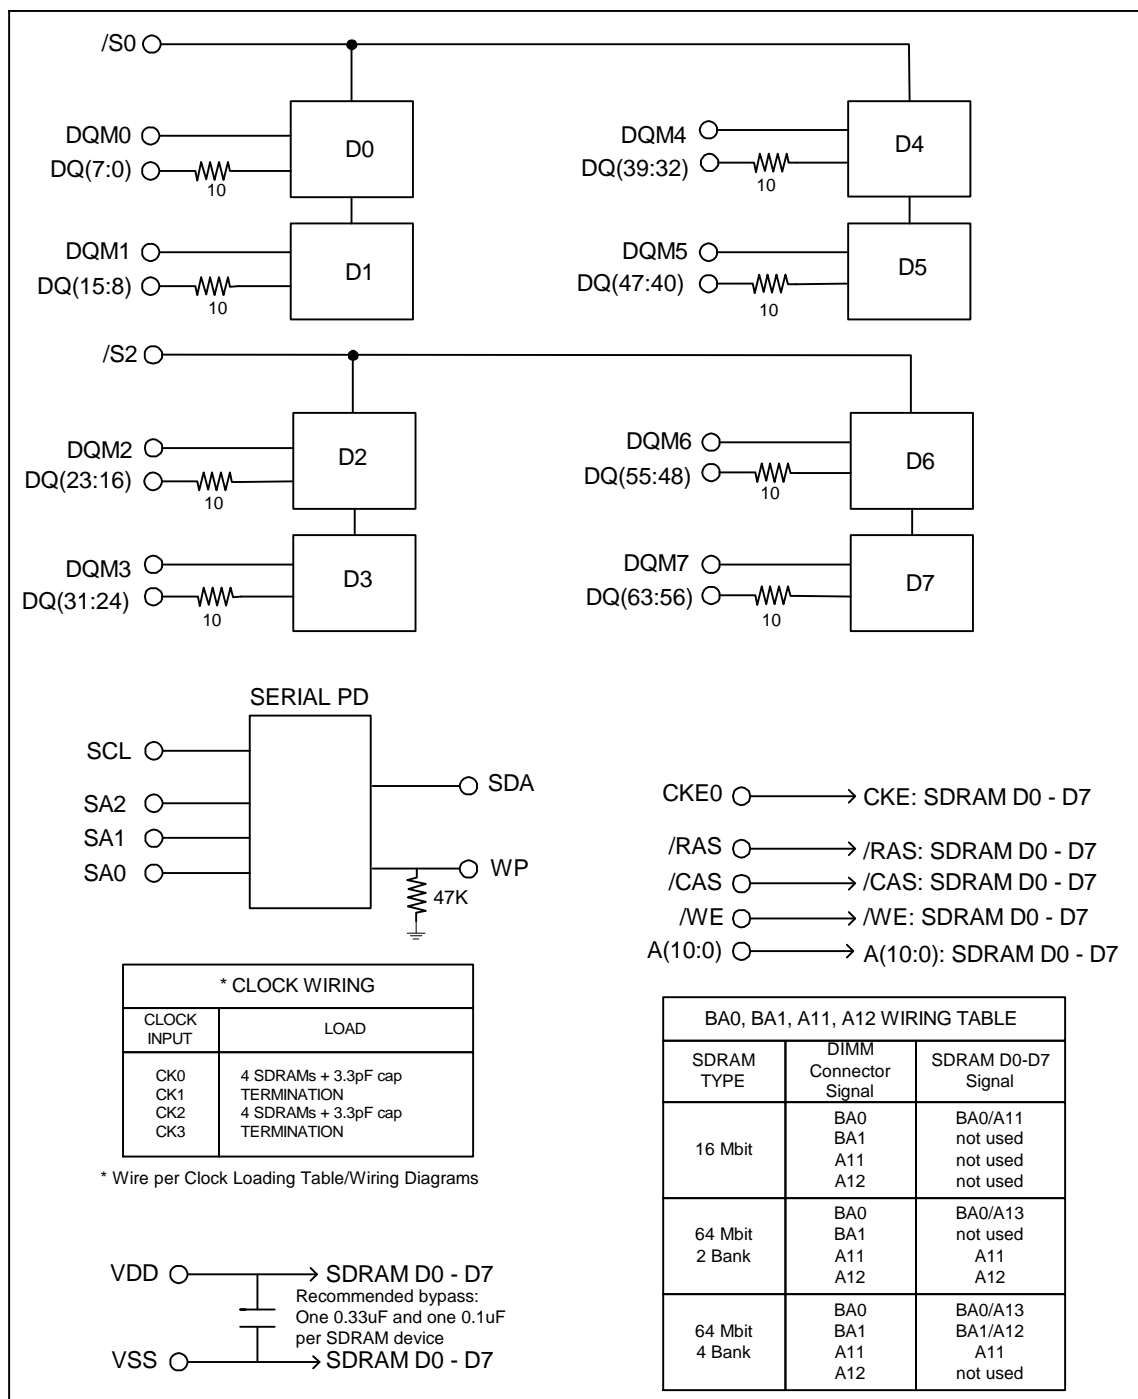 /S0
DQM0
D0
DQM4
D4
DQ(7:0)
10
DQ(39:32)
10
DQM1
D1
DQM5
D5
DQ(15:8)
10
DQ(47:40)
10
/S2
DQM2
D2
DQM6
D6
DQ(23:16)
10
DQ(55:48)
10
DQM3
D3
DQM7
D7
DQ(31:24)
10
DQ(63:56)
10
SERIAL PD
SCL
SA2
SA1
SA0
SDA
WP
47K
CKE0 CKE: SDRAM D0 - D7
/RAS /RAS: SDRAM D0 - D7
/CAS /CAS: SDRAM D0 - D7
/WE /WE: SDRAM D0 - D7
A(10:0) A(10:0): SDRAM D0 - D7
* CLOCK WIRING
CLOCK INPUT LOAD
CK0 4 SDRAMs + 3.3pF cap
CK1 TERMINATION
CK2 4 SDRAMs + 3.3pF cap
CK3 TERMINATION
* Wire per Clock Loading Table/Wiring Diagrams
VDD SDRAM D0 - D7
Recommended bypass:
One 0.33uF and one 0.1uF
per SDRAM device
VSS SDRAM D0 - D7
BA0, BA1, A11, A12 WIRING TABLE
SDRAM TYPE DIMM Connector Signal SDRAM D0-D7 Signal
16 Mbit
BA0 BA0/A11
BA1 not used
A11 not used
A12 not used
64 Mbit 2 Bank
BA0 BA0/A13
BA1 not used
A11 A11
A12 A12
64 Mbit 4 Bank
BA0 BA0/A13
BA1 BA1/A12
A11 A11
A12 not used